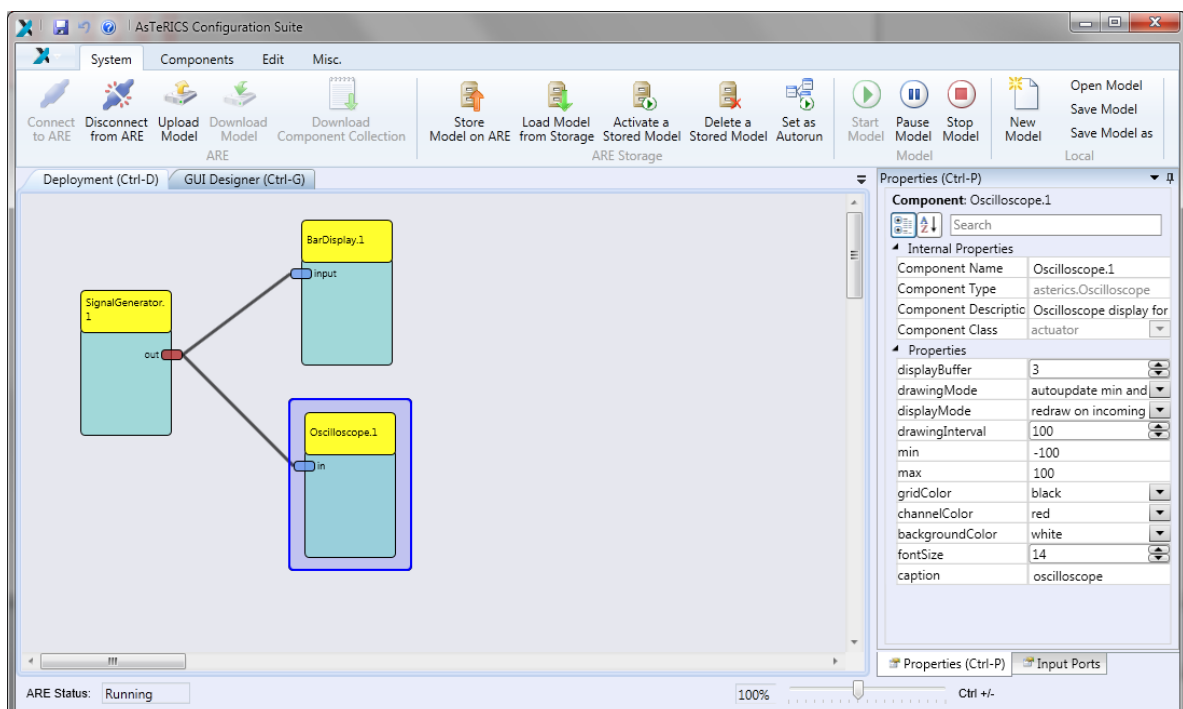 AsTeRICS Configuration Suite
System Components Edit Misc.
Connect to ARE
Disconnect from ARE
Upload Model
Download Model
Download Component Collection
ARE
Store Model on ARE
Load Model from Storage
Activate a Stored Model
Delete a Stored Model
Set as Autorun
ARE Storage
Start Model
Pause Model
Stop Model
Model
New Model
Open Model
Save Model
Save Model as
Local
Deployment (Ctrl-D) GUI Designer (Ctrl-G)
BarDisplay.1
input
SignalGenerator.
1
out
Oscilloscope.1
in
Properties (Ctrl-P)
Component: Oscilloscope.1
Search
Internal Properties
Component Name Oscilloscope.1
Component Type asterics.Oscilloscope
Component Descriptic Oscilloscope display for
Component Class actuator
Properties
displayBuffer 3
drawingMode autoupdate min and
displayMode redraw on incoming
drawingInterval 100
min -100
max 100
gridColor black
channelColor red
backgroundColor white
fontSize 14
caption oscilloscope
Properties (Ctrl-P) Input Ports
ARE Status: Running
100% Ctrl +/-